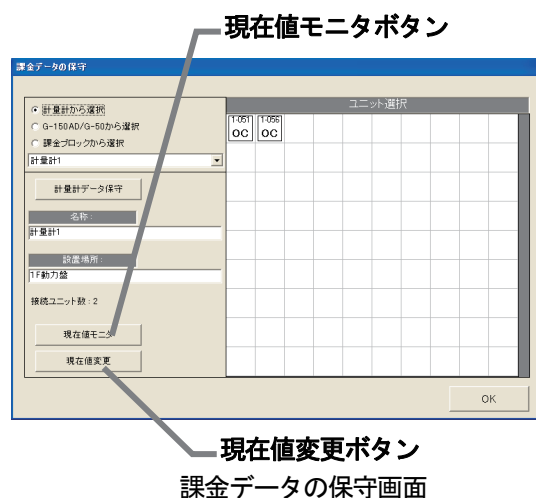 現在値モニタボタン
課金データの保守
計量計から選択
G-150AD/G-50から選択
課金ブロックから選択
計量計1
計量計データ保守
名称:
計量計1
設置場所:
1F動力盤
接続ユニット数:2
現在値モニタ
現在値変更
ユニット選択
1-051 1-056
OC OC
OK
現在値変更ボタン
課金データの保守画面